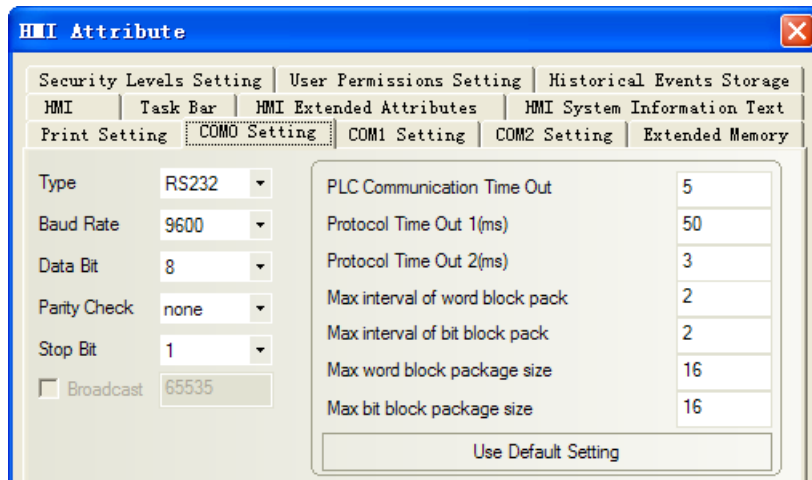 HMI Attribute
Security Levels Setting User Permissions Setting Historical Events Storage
HMI Task Bar HMI Extended Attributes HMI System Information Text
Print Setting COM0 Setting COM1 Setting COM2 Setting Extended Memory
Type RS232 PLC Communication Time Out 5
Baud Rate 9600 Protocol Time Out 1(ms) 50
Data Bit 8 Protocol Time Out 2(ms) 3
Parity Check none Max interval of word block pack 2
Stop Bit 1 Max interval of bit block pack 2
Broadcast 65535 Max word block package size 16
Max bit block package size 16
Use Default Setting